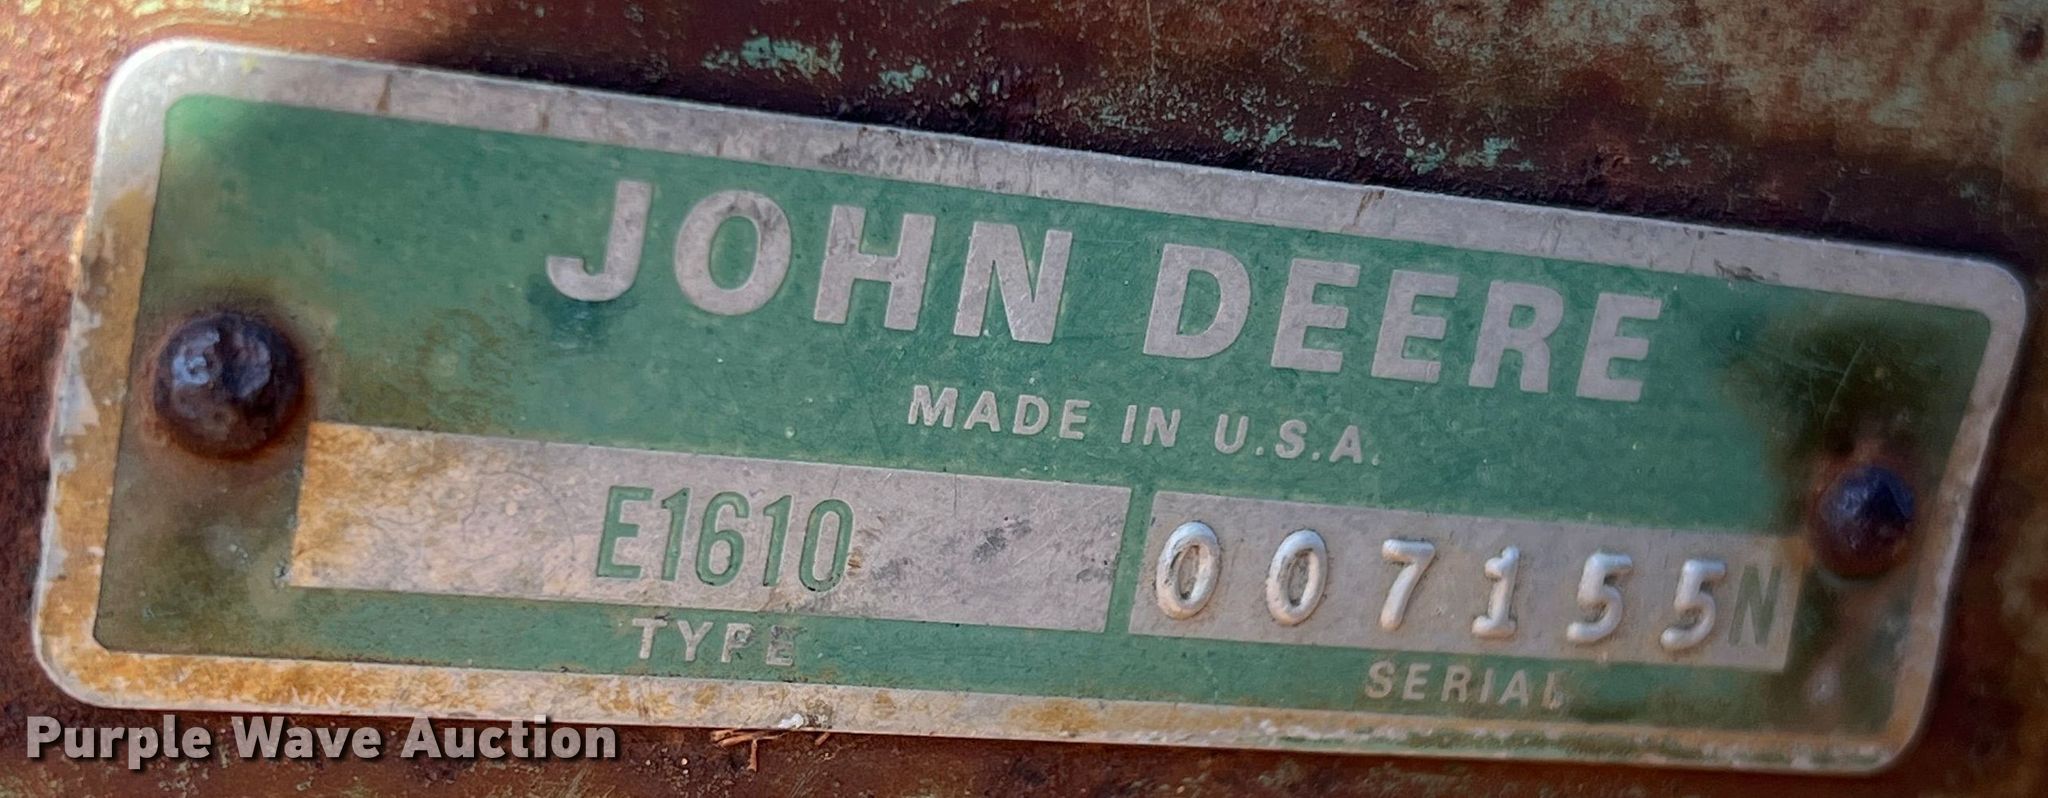 JOHN DEERE
MADE IN U.S.A.
E1610 007155N
TYPE SERIAL
Purple Wave Auction